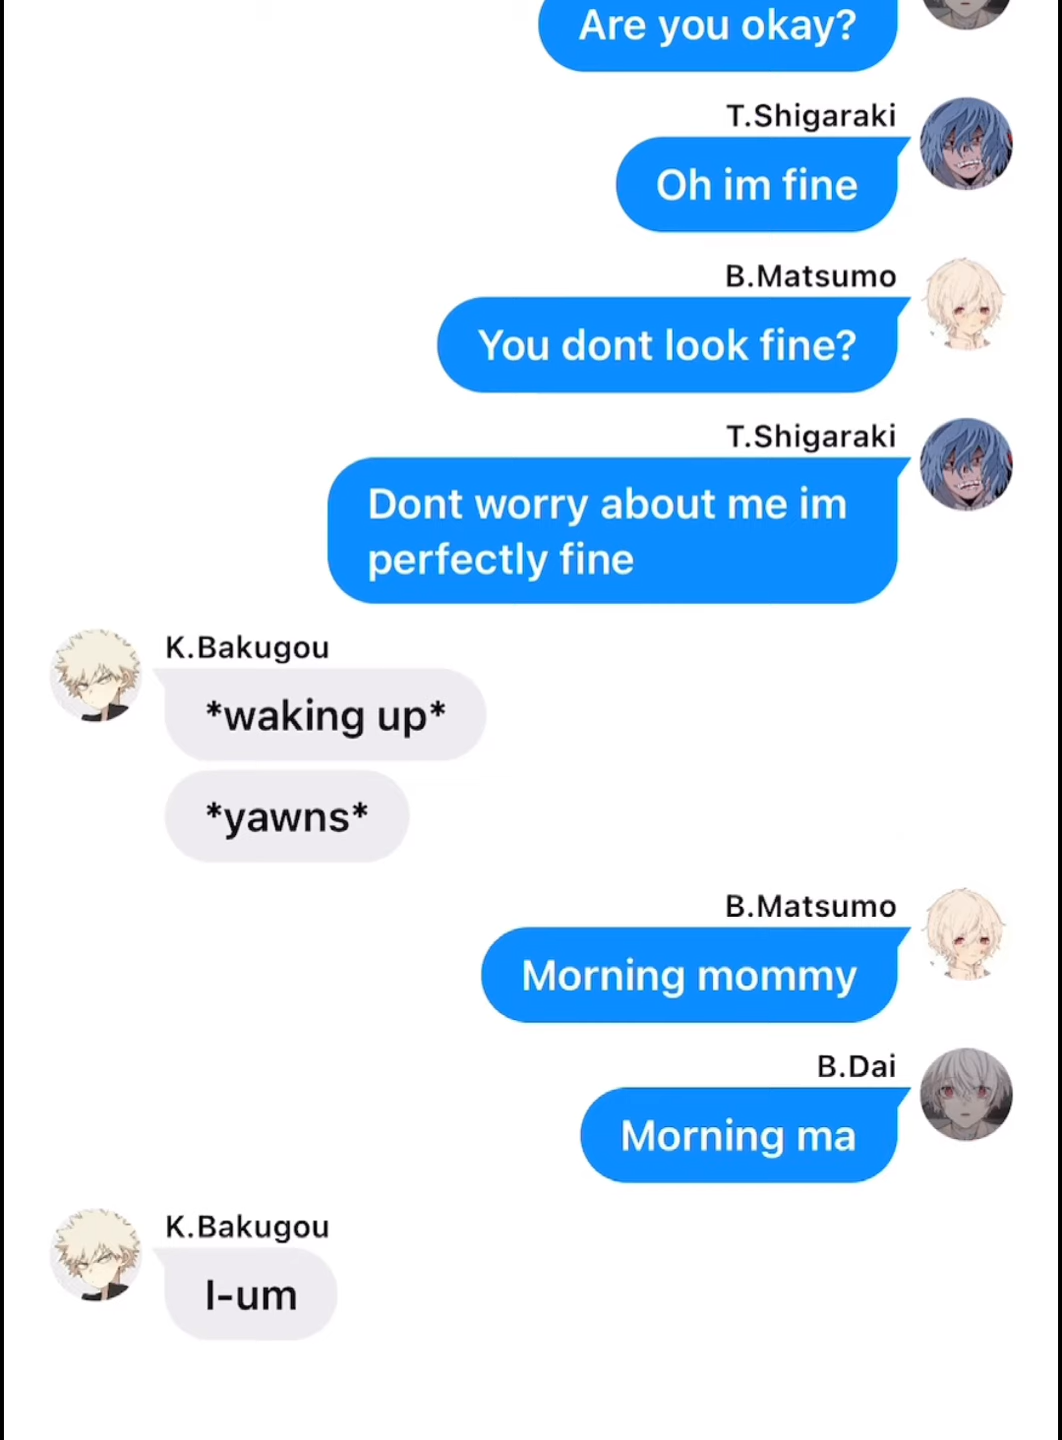 Are you okay?
T.Shigaraki
Oh im fine
B.Matsumo
You dont look fine?
T.Shigaraki
Dont worry about me im
perfectly fine
K.Bakugou
*waking up*
*yawns*
B.Matsumo
Morning mommy
B.Dai
Morning ma
K.Bakugou
I-um